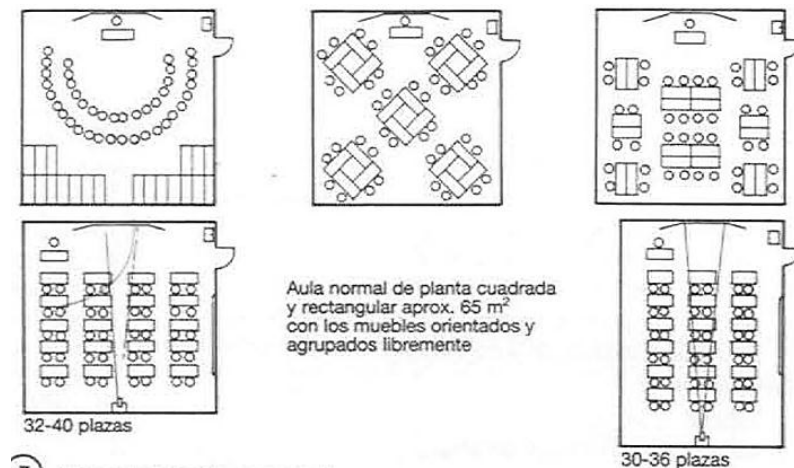 Aula normal de planta cuadrada
y rectangular aprox. 65 m²
con los muebles orientados y
agrupados libremente
32-40 plazas
30-36 plazas